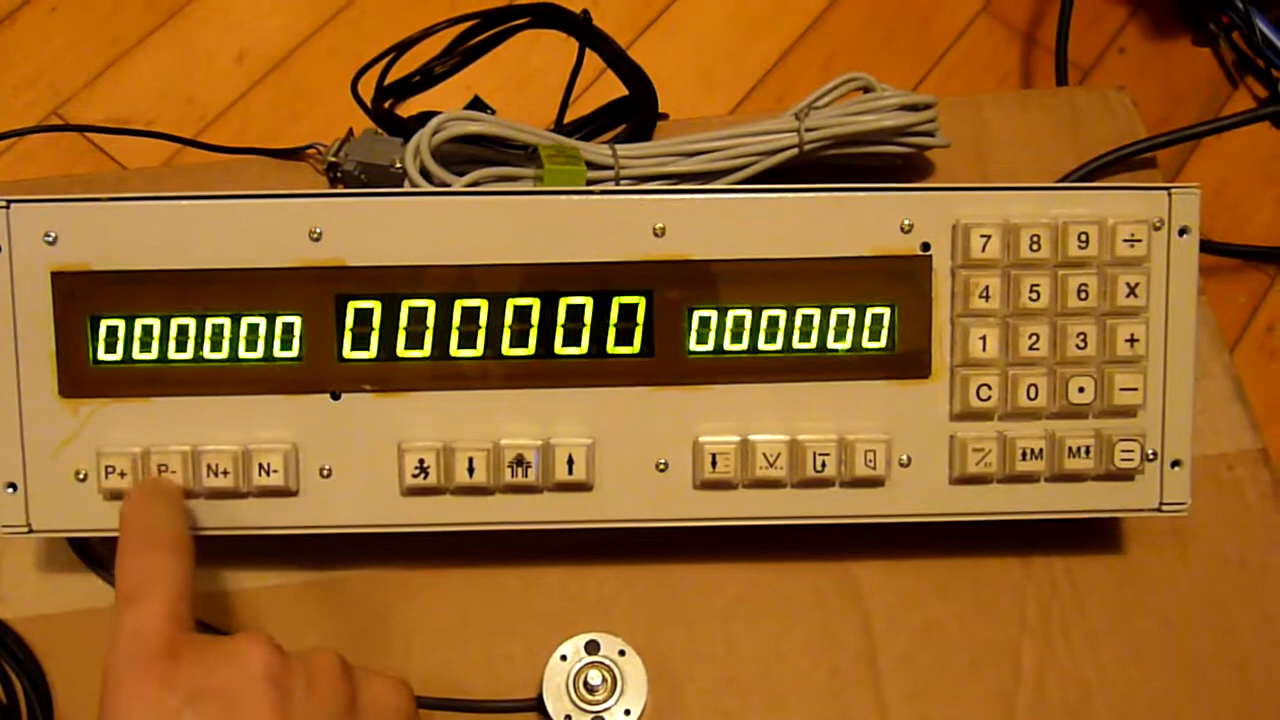 000000 000000 000000
7 8 9 ÷
4 5 6 X
1 2 3 +
C 0 • −
P+ P- N+ N-
M M =